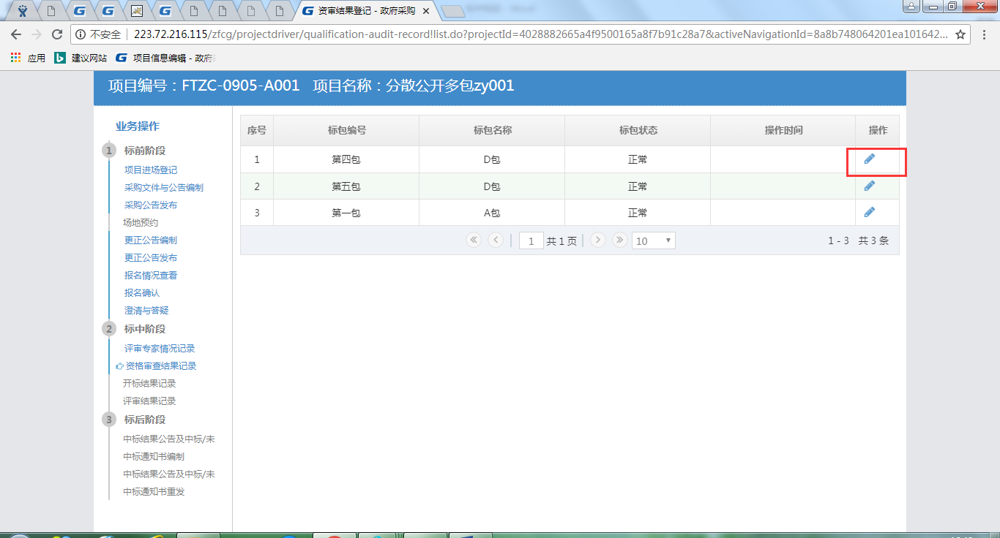 资审结果登记 - 政府采购
不安全 223.72.216.115/zfcg/projectdriver/qualification-audit-record!list.do?projectId=4028882665a4f9500165a8f7b91c28a7&activeNavigationId=8a8b748064201ea101642...
应用 建议网站 项目信息编辑 - 政府
项目编号：FTZC-0905-A001 项目名称：分散公开多包zy001
业务操作
1 标前阶段
项目进场登记
采购文件与公告编制
采购公告发布
场地预约
更正公告编制
更正公告发布
报名情况查看
报名确认
澄清与答疑
2 标中阶段
评审专家情况记录
资格审查结果记录
开标结果记录
评审结果记录
3 标后阶段
中标结果公告及中标/未
中标通知书编制
中标结果公告及中标/未
中标通知书重发
序号 标包编号 标包名称 标包状态 操作时间 操作
1 第四包 D包 正常
2 第五包 D包 正常
3 第一包 A包 正常
1 共 1 页 10 1 - 3 共 3 条